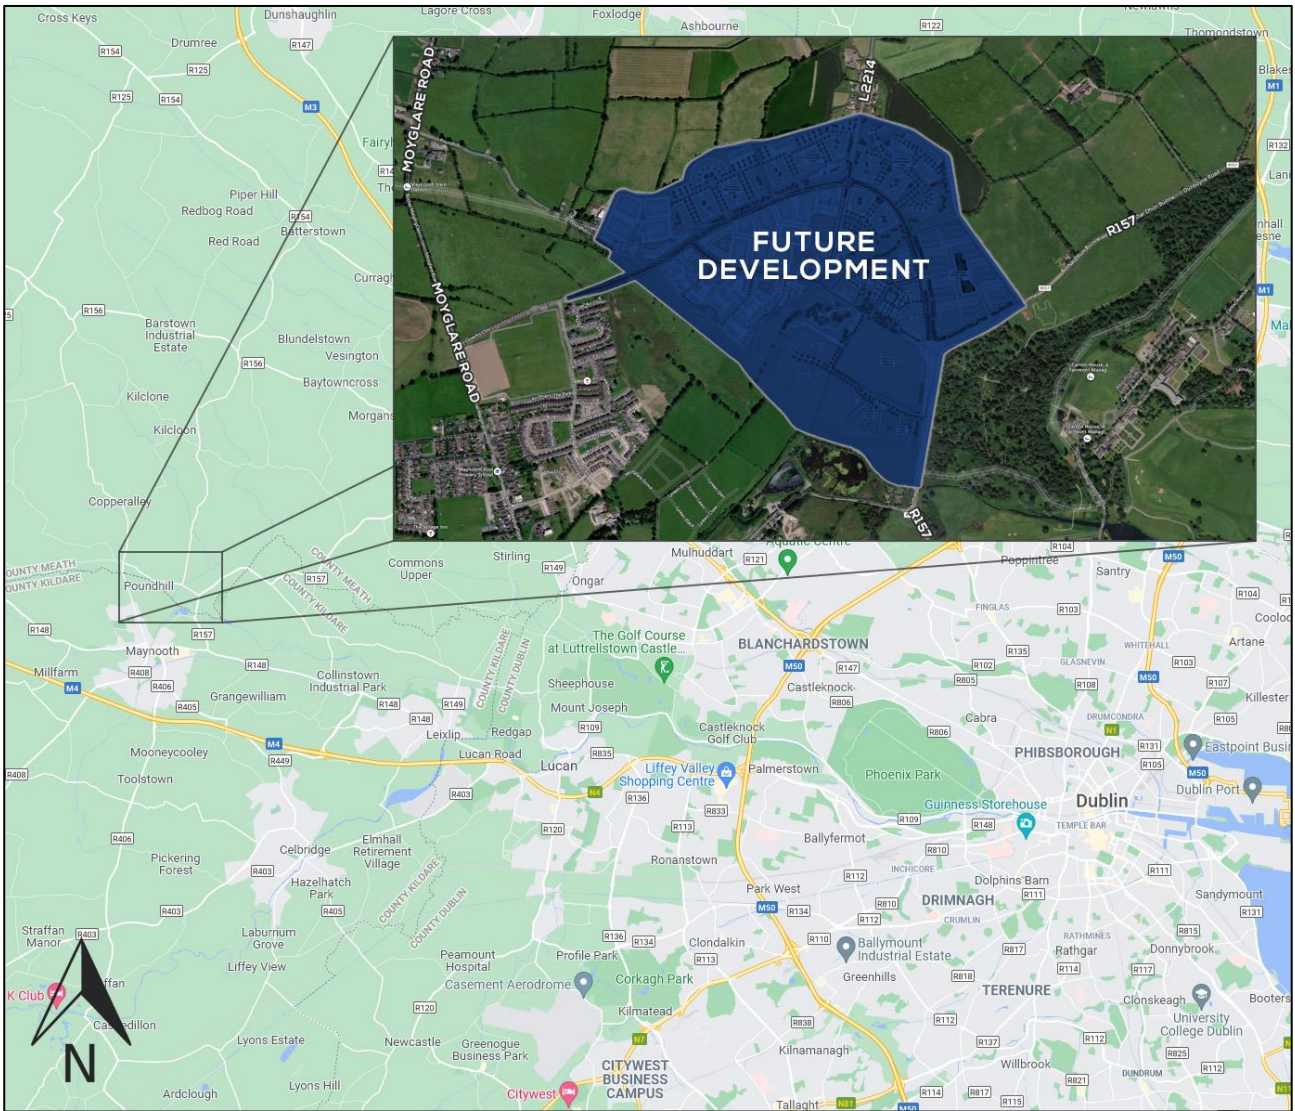 Cross Keys
Dunshaughlin
Lagore Cross
Foxlodge
Ashbourne
R122
Thomondstown
R154
Drumree
R147
R125
R125
R154
M3
Blakes
M1
R132
MOYGLARE ROAD
L2214
FUTURE
DEVELOPMENT
R157
MOYGLARE ROAD
R157
Fairyh
Piper Hill
Redbog Road
R154
Batterstown
Red Road
Curragh
nhall
esne
M1
R156
Barstown
Industrial
Estate
Blundelstown
Vesington
R156
Baytowncross
Kilclone
Morgans
Kilcloon
Copperalley
COUNTY MEATH
COUNTY KILDARE
Poundhill
COUNTY MEATH
COUNTY KILDARE
R157
Commons
Upper
Stirling
R149
Ongar
Mulhuddart
R121
Aquatic Centre
R104
Poppintree
M50
Santry
R104
R148
R157
Maynooth
R148
R408
R406
R405
Millfarm
M4
Grangewilliam
Collinstown
Industrial Park
R148
R148
R149
COUNTY KILDARE
COUNTY DUBLIN
The Golf Course
at Luttrellstown Castle...
Sheephouse
Mount Joseph
BLANCHARDSTOWN
M50
R147
Castleknock
R806
FINGLAS
R103
R135
R102
R805
GLASNEVIN
R108
WHITEHALL
R103
M50
Artane
R107
Killester
R105
Leixlip
Redgap
R109
Castleknock
Golf Club
Cabra
R806
DRUMCONDRA
N1
PHIBSBOROUGH
R131
R105
Eastpoint Busin
M50
Mooneycooley
M4
R449
Lucan Road
Lucan
R835
R408
Toolstown
Liffey Valley
Shopping Centre
Palmerstown
Phoenix Park
Dublin Port
R403
N4
R136
R833
Guinness Storehouse
Dublin
R109
R148
TEMPLE BAR
R406
Celbridge
Elmhall
Retirement
Village
R120
R113
Ballyfermot
R810
Pickering
Forest
R403
Ronanstown
INCHICORE
R111
Hazelhatch
Park
COUNTY KILDARE
COUNTY DUBLIN
Park West
R112
Dolphins Barn
R111
Sandymount
R403
R405
M50
R134
R810
R112
DRIMNAGH
CRUMLIN
R131
Straffan
Manor
R403
Laburnum
Grove
R136
R134
Clondalkin
R110
Ballymount
Industrial Estate
R817
RATHMINES
Rathgar
R815
Donnybrook
Liffey View
Peamount
Hospital
Profile Park
R113
R114
R117
Casement Aerodrome
Corkagh Park
Greenhills
R818
TERENURE
Clonskeagh
Booters
K Club
R120
Kilmatead
R838
R112
University
College Dublin
Lyons Estate
Newcastle
Greenogue
Business Park
N7
Kilnamanagh
R137
R112
R825
N
CITYWEST
BUSINESS
CAMPUS
Willbrook
DUNDRUM
Ardclough
Lyons Hill
Citywest
R821
R114
R817
R115
Tallaght
N81
M50